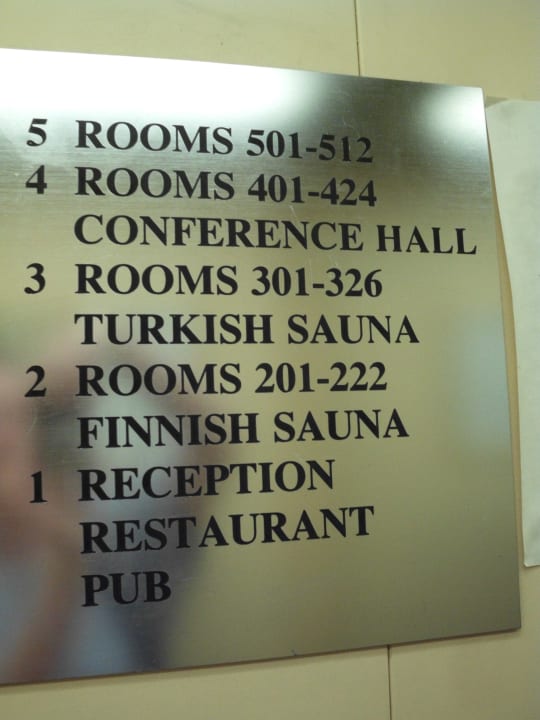 5 ROOMS 501-512
4 ROOMS 401-424
CONFERENCE HALL
3 ROOMS 301-326
TURKISH SAUNA
2 ROOMS 201-222
FINNISH SAUNA
1 RECEPTION
RESTAURANT
PUB